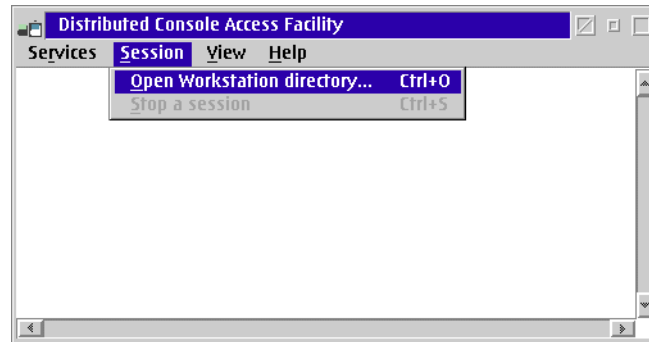 Distributed Console Access Facility
Services Session View Help
Open Workstation directory... Ctrl+O
Stop a session Ctrl+S